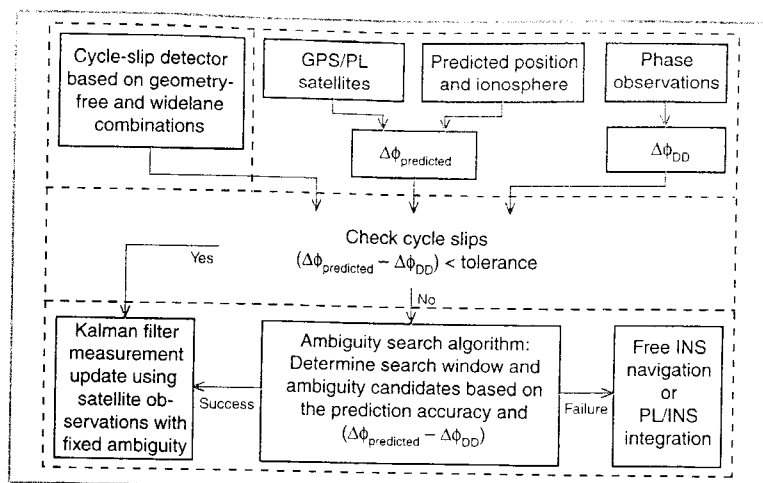 Cycle-slip detector
based on geometry-
free and widelane
combinations
GPS/PL
satellites
Predicted position
and ionosphere
Phase
observations
Δϕpredicted
ΔϕDD
Check cycle slips
(Δϕpredicted − ΔϕDD) < tolerance
Yes
No
Kalman filter
measurement
update using
satellite ob-
servations with
fixed ambiguity
Success
Ambiguity search algorithm:
Determine search window and
ambiguity candidates based on
the prediction accuracy and
(Δϕpredicted − ΔϕDD)
Failure
Free INS
navigation
or
PL/INS
integration